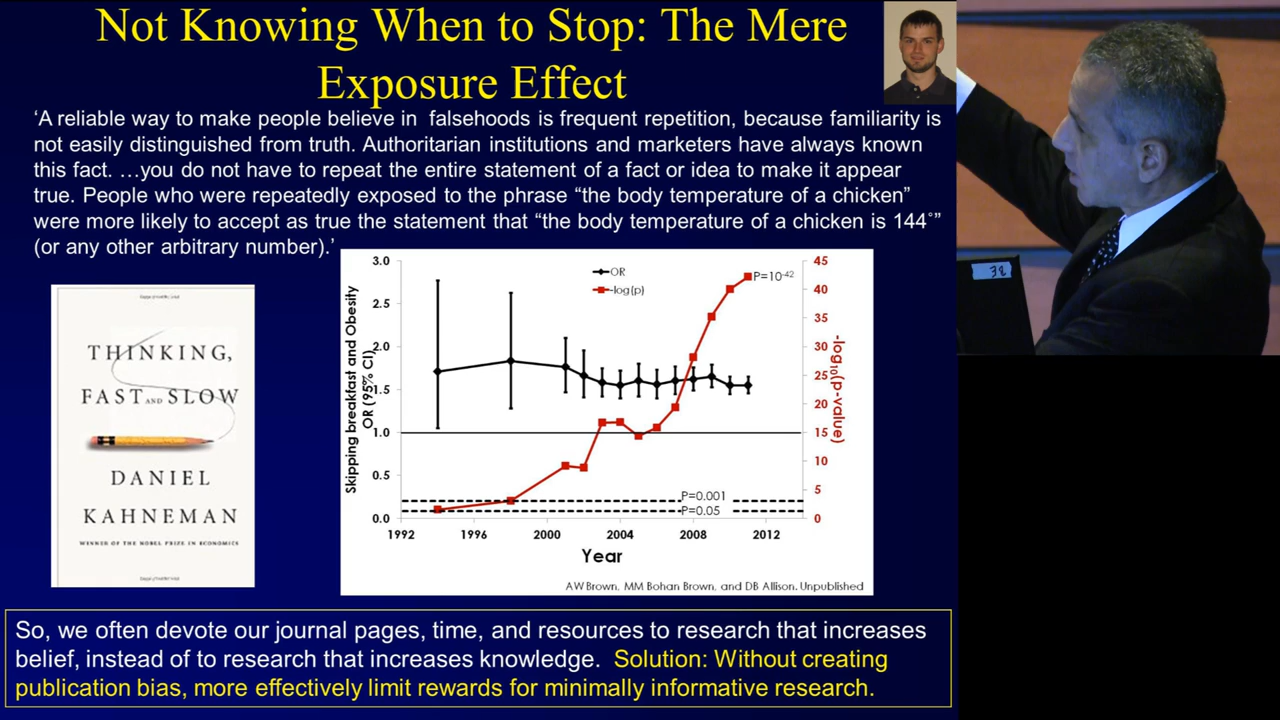 Not Knowing When to Stop: The Mere
Exposure Effect
‘A reliable way to make people believe in falsehoods is frequent repetition, because familiarity is
not easily distinguished from truth. Authoritarian institutions and marketers have always known
this fact. …you do not have to repeat the entire statement of a fact or idea to make it appear
true. People who were repeatedly exposed to the phrase “the body temperature of a chicken”
were more likely to accept as true the statement that “the body temperature of a chicken is 144˚”
(or any other arbitrary number).’
THINKING,
FAST AND SLOW
DANIEL
KAHNEMAN
WINNER OF THE NOBEL PRIZE IN ECONOMICS
Skipping breakfast and Obesity
OR (95% CI)
3.0
2.5
2.0
1.5
1.0
0.5
0.0
OR
-log(p)
P=10-42
P=0.001
P=0.05
45
40
35
30
25
20
15
10
5
0
-log10(p-value)
1992 1996 2000 2004 2008 2012
Year
AW Brown, MM Bohan Brown, and DB Allison. Unpublished
So, we often devote our journal pages, time, and resources to research that increases
belief, instead of to research that increases knowledge. Solution: Without creating
publication bias, more effectively limit rewards for minimally informative research.